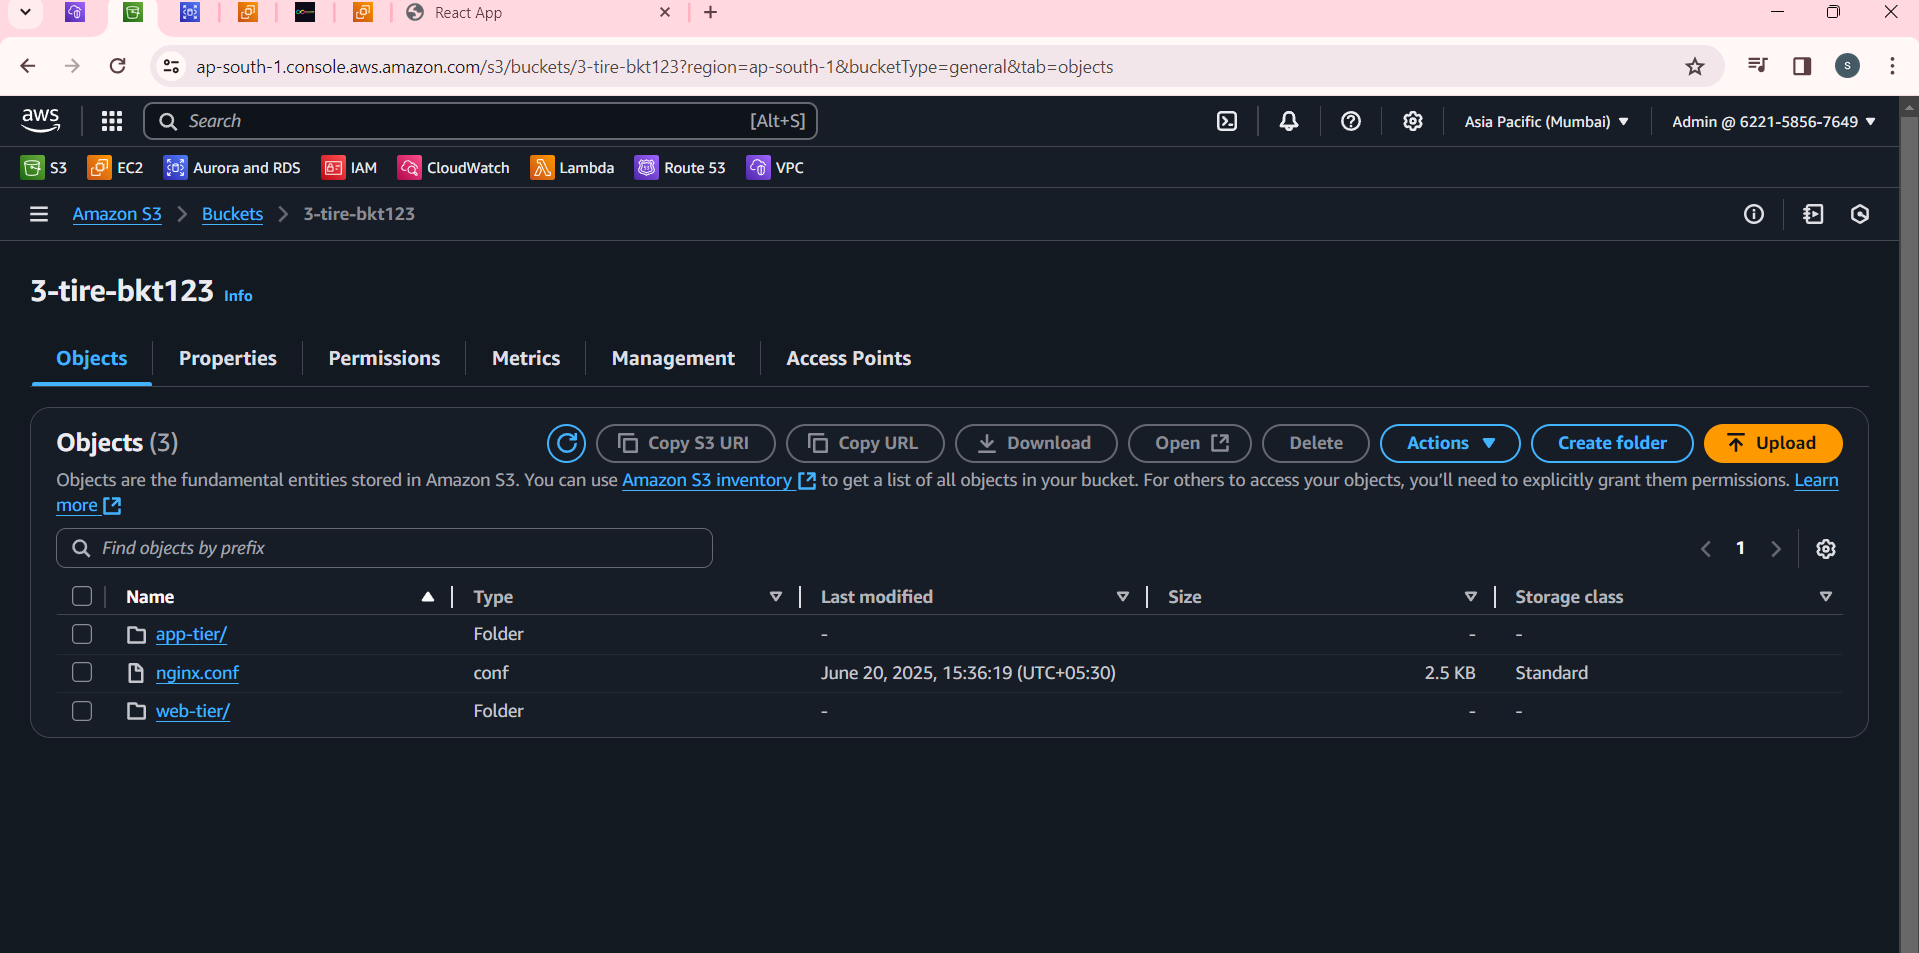 React App
ap-south-1.console.aws.amazon.com/s3/buckets/3-tire-bkt123?region=ap-south-1&bucketType=general&tab=objects
S
aws
Search [Alt+S]
Asia Pacific (Mumbai)
Admin @ 6221-5856-7649
S3 EC2 Aurora and RDS IAM CloudWatch Lambda Route 53 VPC
Amazon S3 Buckets 3-tire-bkt123
3-tire-bkt123 Info
Objects Properties Permissions Metrics Management Access Points
Objects (3) Copy S3 URI Copy URL Download Open Delete Actions Create folder Upload
Objects are the fundamental entities stored in Amazon S3. You can use Amazon S3 inventory to get a list of all objects in your bucket. For others to access your objects, you'll need to explicitly grant them permissions. Learn
more
Find objects by prefix
1
Name Type Last modified Size Storage class
app-tier/ Folder - - -
nginx.conf conf June 20, 2025, 15:36:19 (UTC+05:30) 2.5 KB Standard
web-tier/ Folder - - -